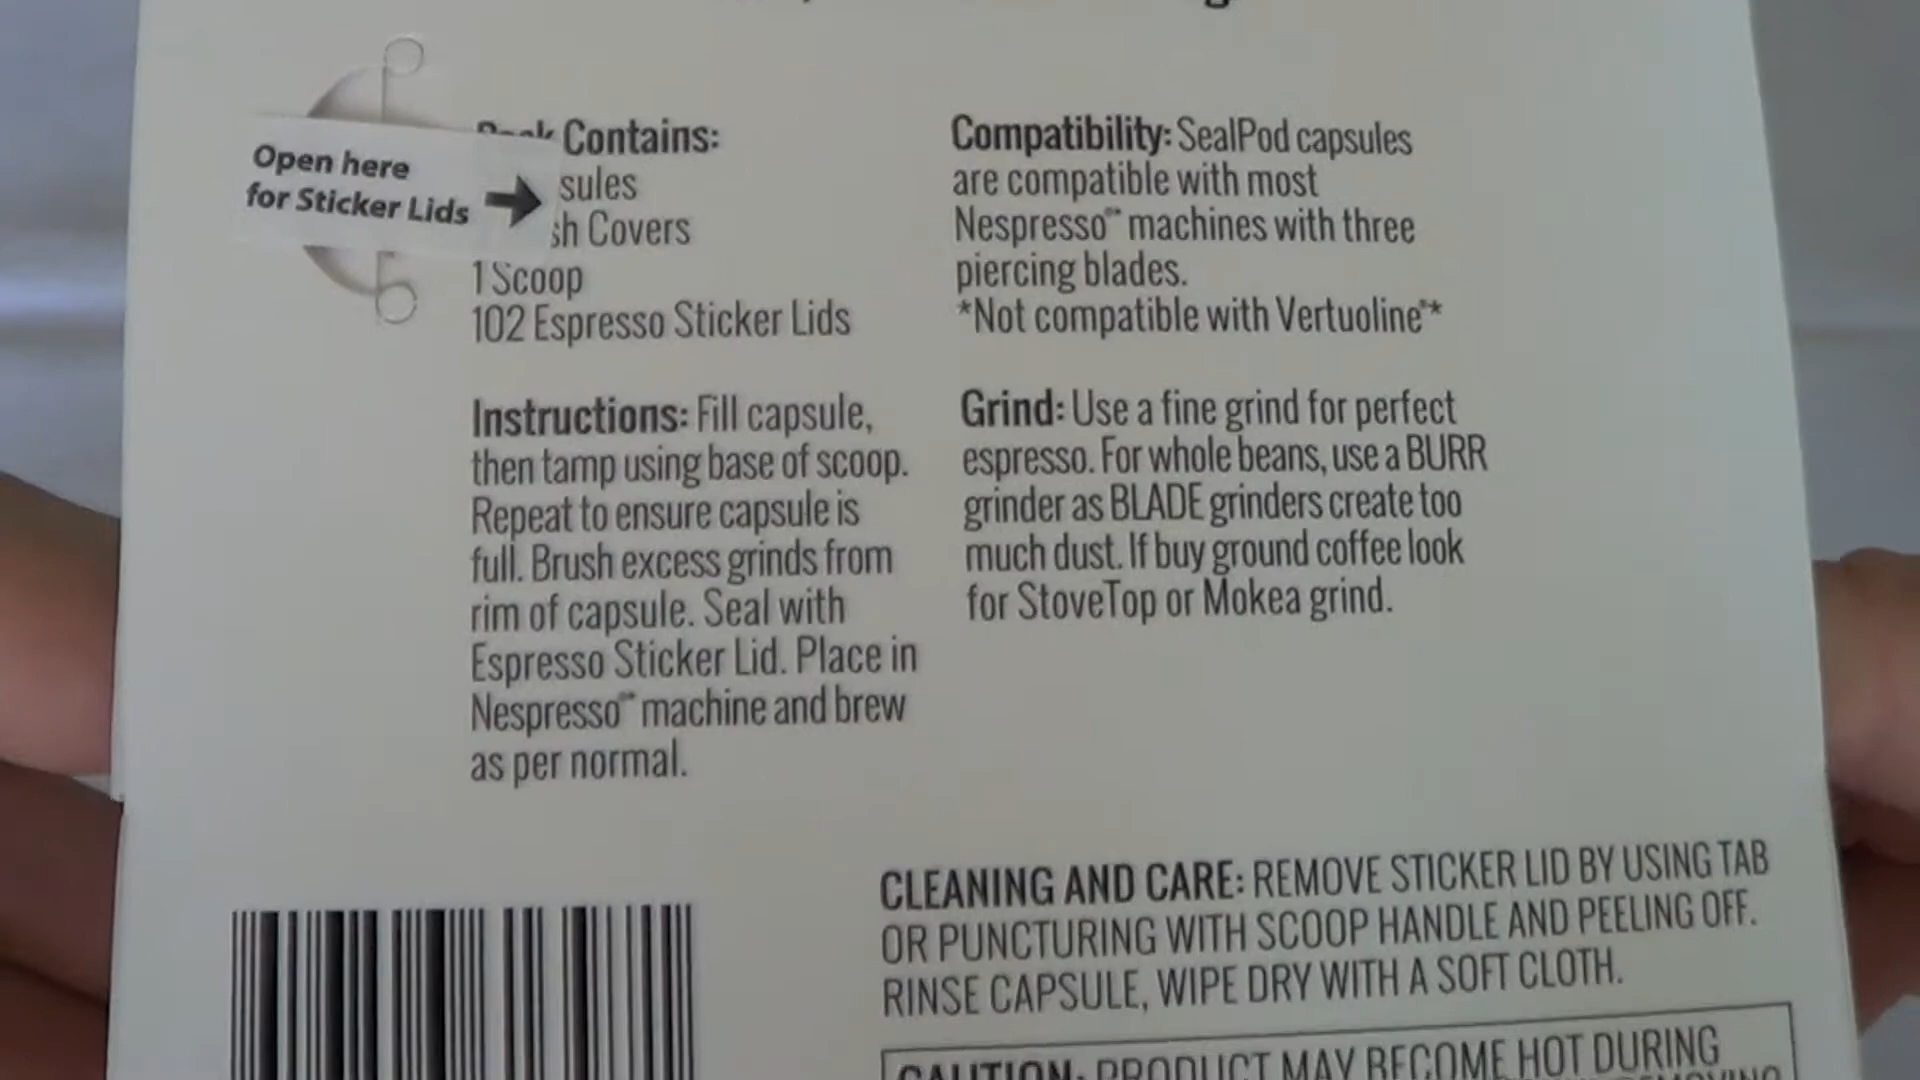 Open here
for Sticker Lids
Contains:
sules
sh Covers
1 Scoop
102 Espresso Sticker Lids
Instructions: Fill capsule,
then tamp using base of scoop.
Repeat to ensure capsule is
full. Brush excess grinds from
rim of capsule. Seal with
Espresso Sticker Lid. Place in
Nespresso™ machine and brew
as per normal.
Compatibility: SealPod capsules
are compatible with most
Nespresso™ machines with three
piercing blades.
*Not compatible with Vertuoline™*
Grind: Use a fine grind for perfect
espresso. For whole beans, use a BURR
grinder as BLADE grinders create too
much dust. If buy ground coffee look
for StoveTop or Mokea grind.
CLEANING AND CARE: REMOVE STICKER LID BY USING TAB
OR PUNCTURING WITH SCOOP HANDLE AND PEELING OFF.
RINSE CAPSULE, WIPE DRY WITH A SOFT CLOTH.
CAUTION: PRODUCT MAY BECOME HOT DURING